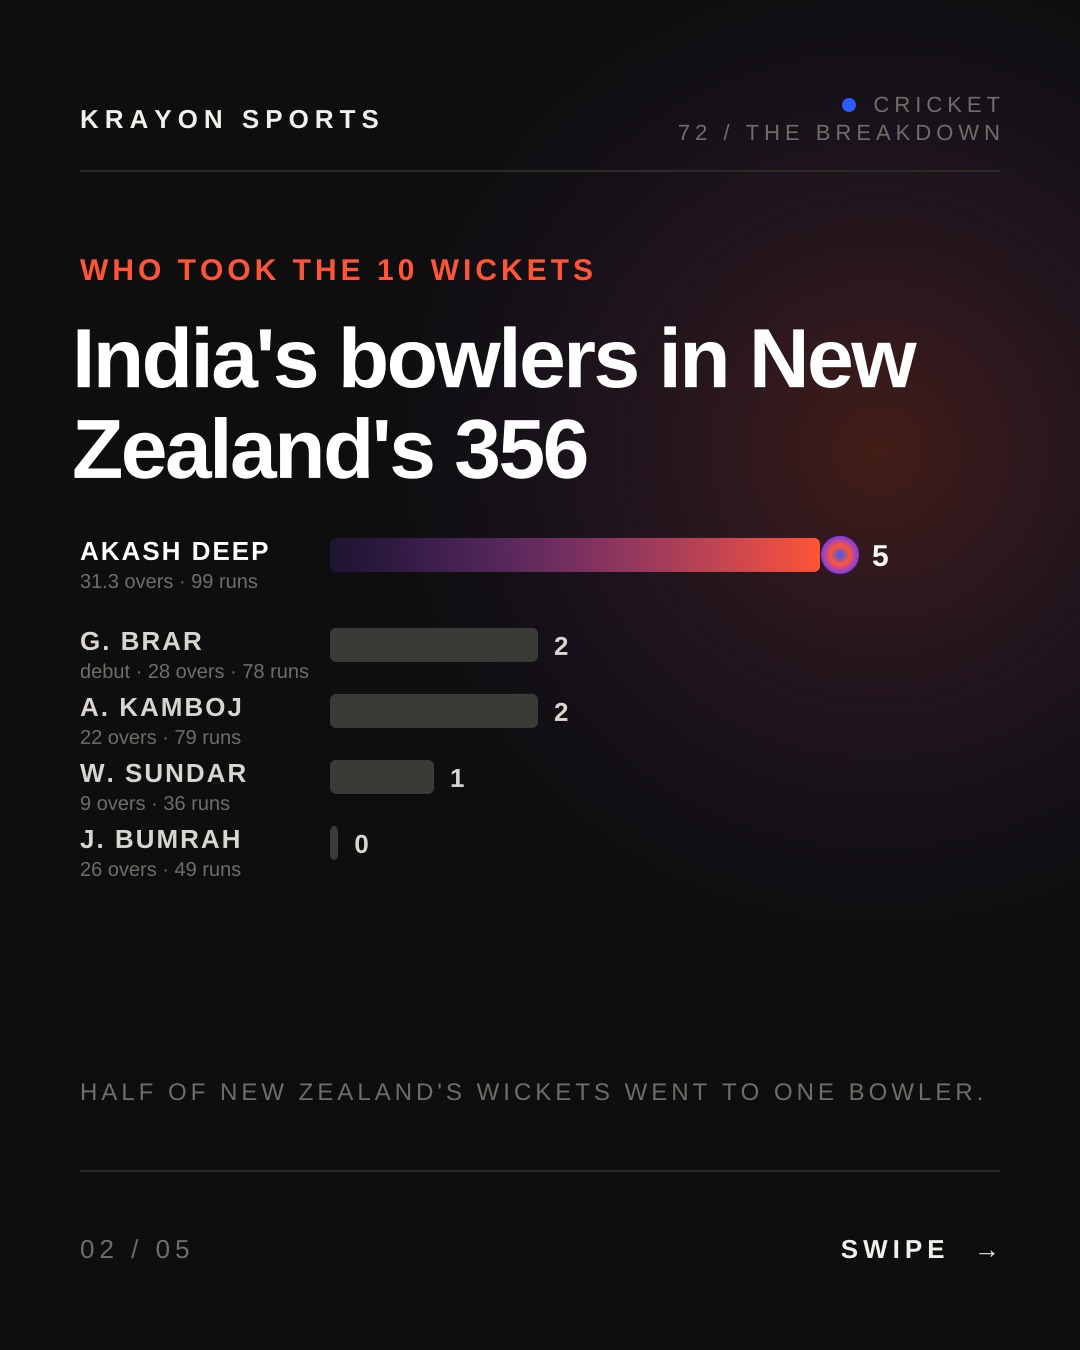 KRAYON SPORTS
CRICKET
72 / THE BREAKDOWN
WHO TOOK THE 10 WICKETS
India's bowlers in New
Zealand's 356
AKASH DEEP
31.3 overs · 99 runs
5
G. BRAR
debut · 28 overs · 78 runs
2
A. KAMBOJ
22 overs · 79 runs
2
W. SUNDAR
9 overs · 36 runs
1
J. BUMRAH
26 overs · 49 runs
0
HALF OF NEW ZEALAND'S WICKETS WENT TO ONE BOWLER.
02 / 05
SWIPE →